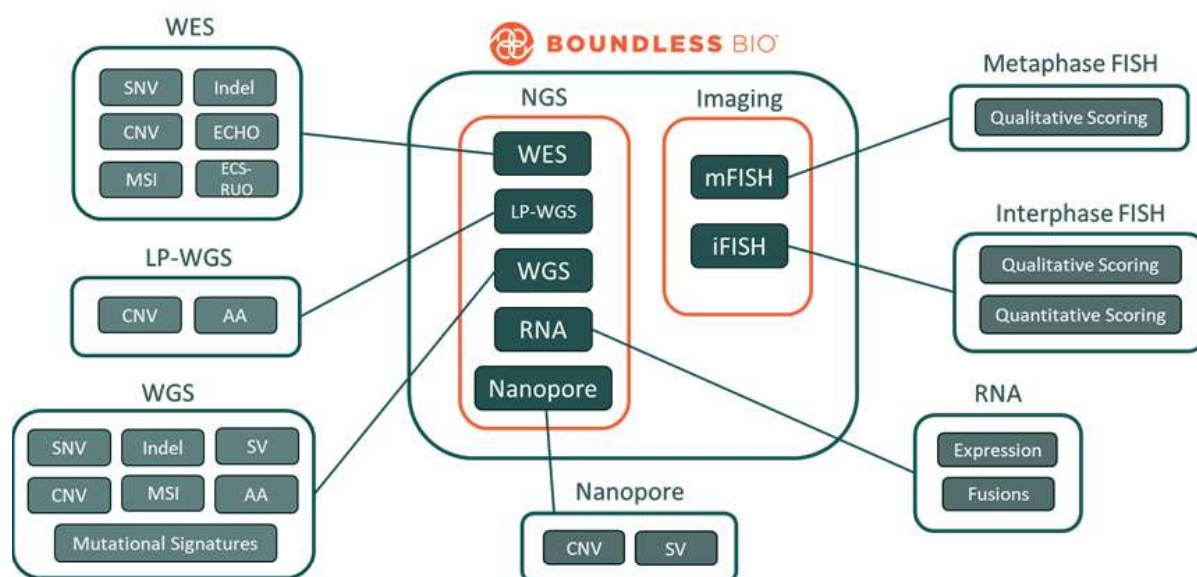 WES
SNV Indel
CNV ECHO
MSI ECS-
RUO
LP-WGS
CNV AA
WGS
SNV Indel SV
CNV MSI AA
Mutational Signatures
BOUNDLESS BIO
NGS
WES
LP-WGS
WGS
RNA
Nanopore
Imaging
mFISH
iFISH
Nanopore
CNV SV
Metaphase FISH
Qualitative Scoring
Interphase FISH
Qualitative Scoring
Quantitative Scoring
RNA
Expression
Fusions